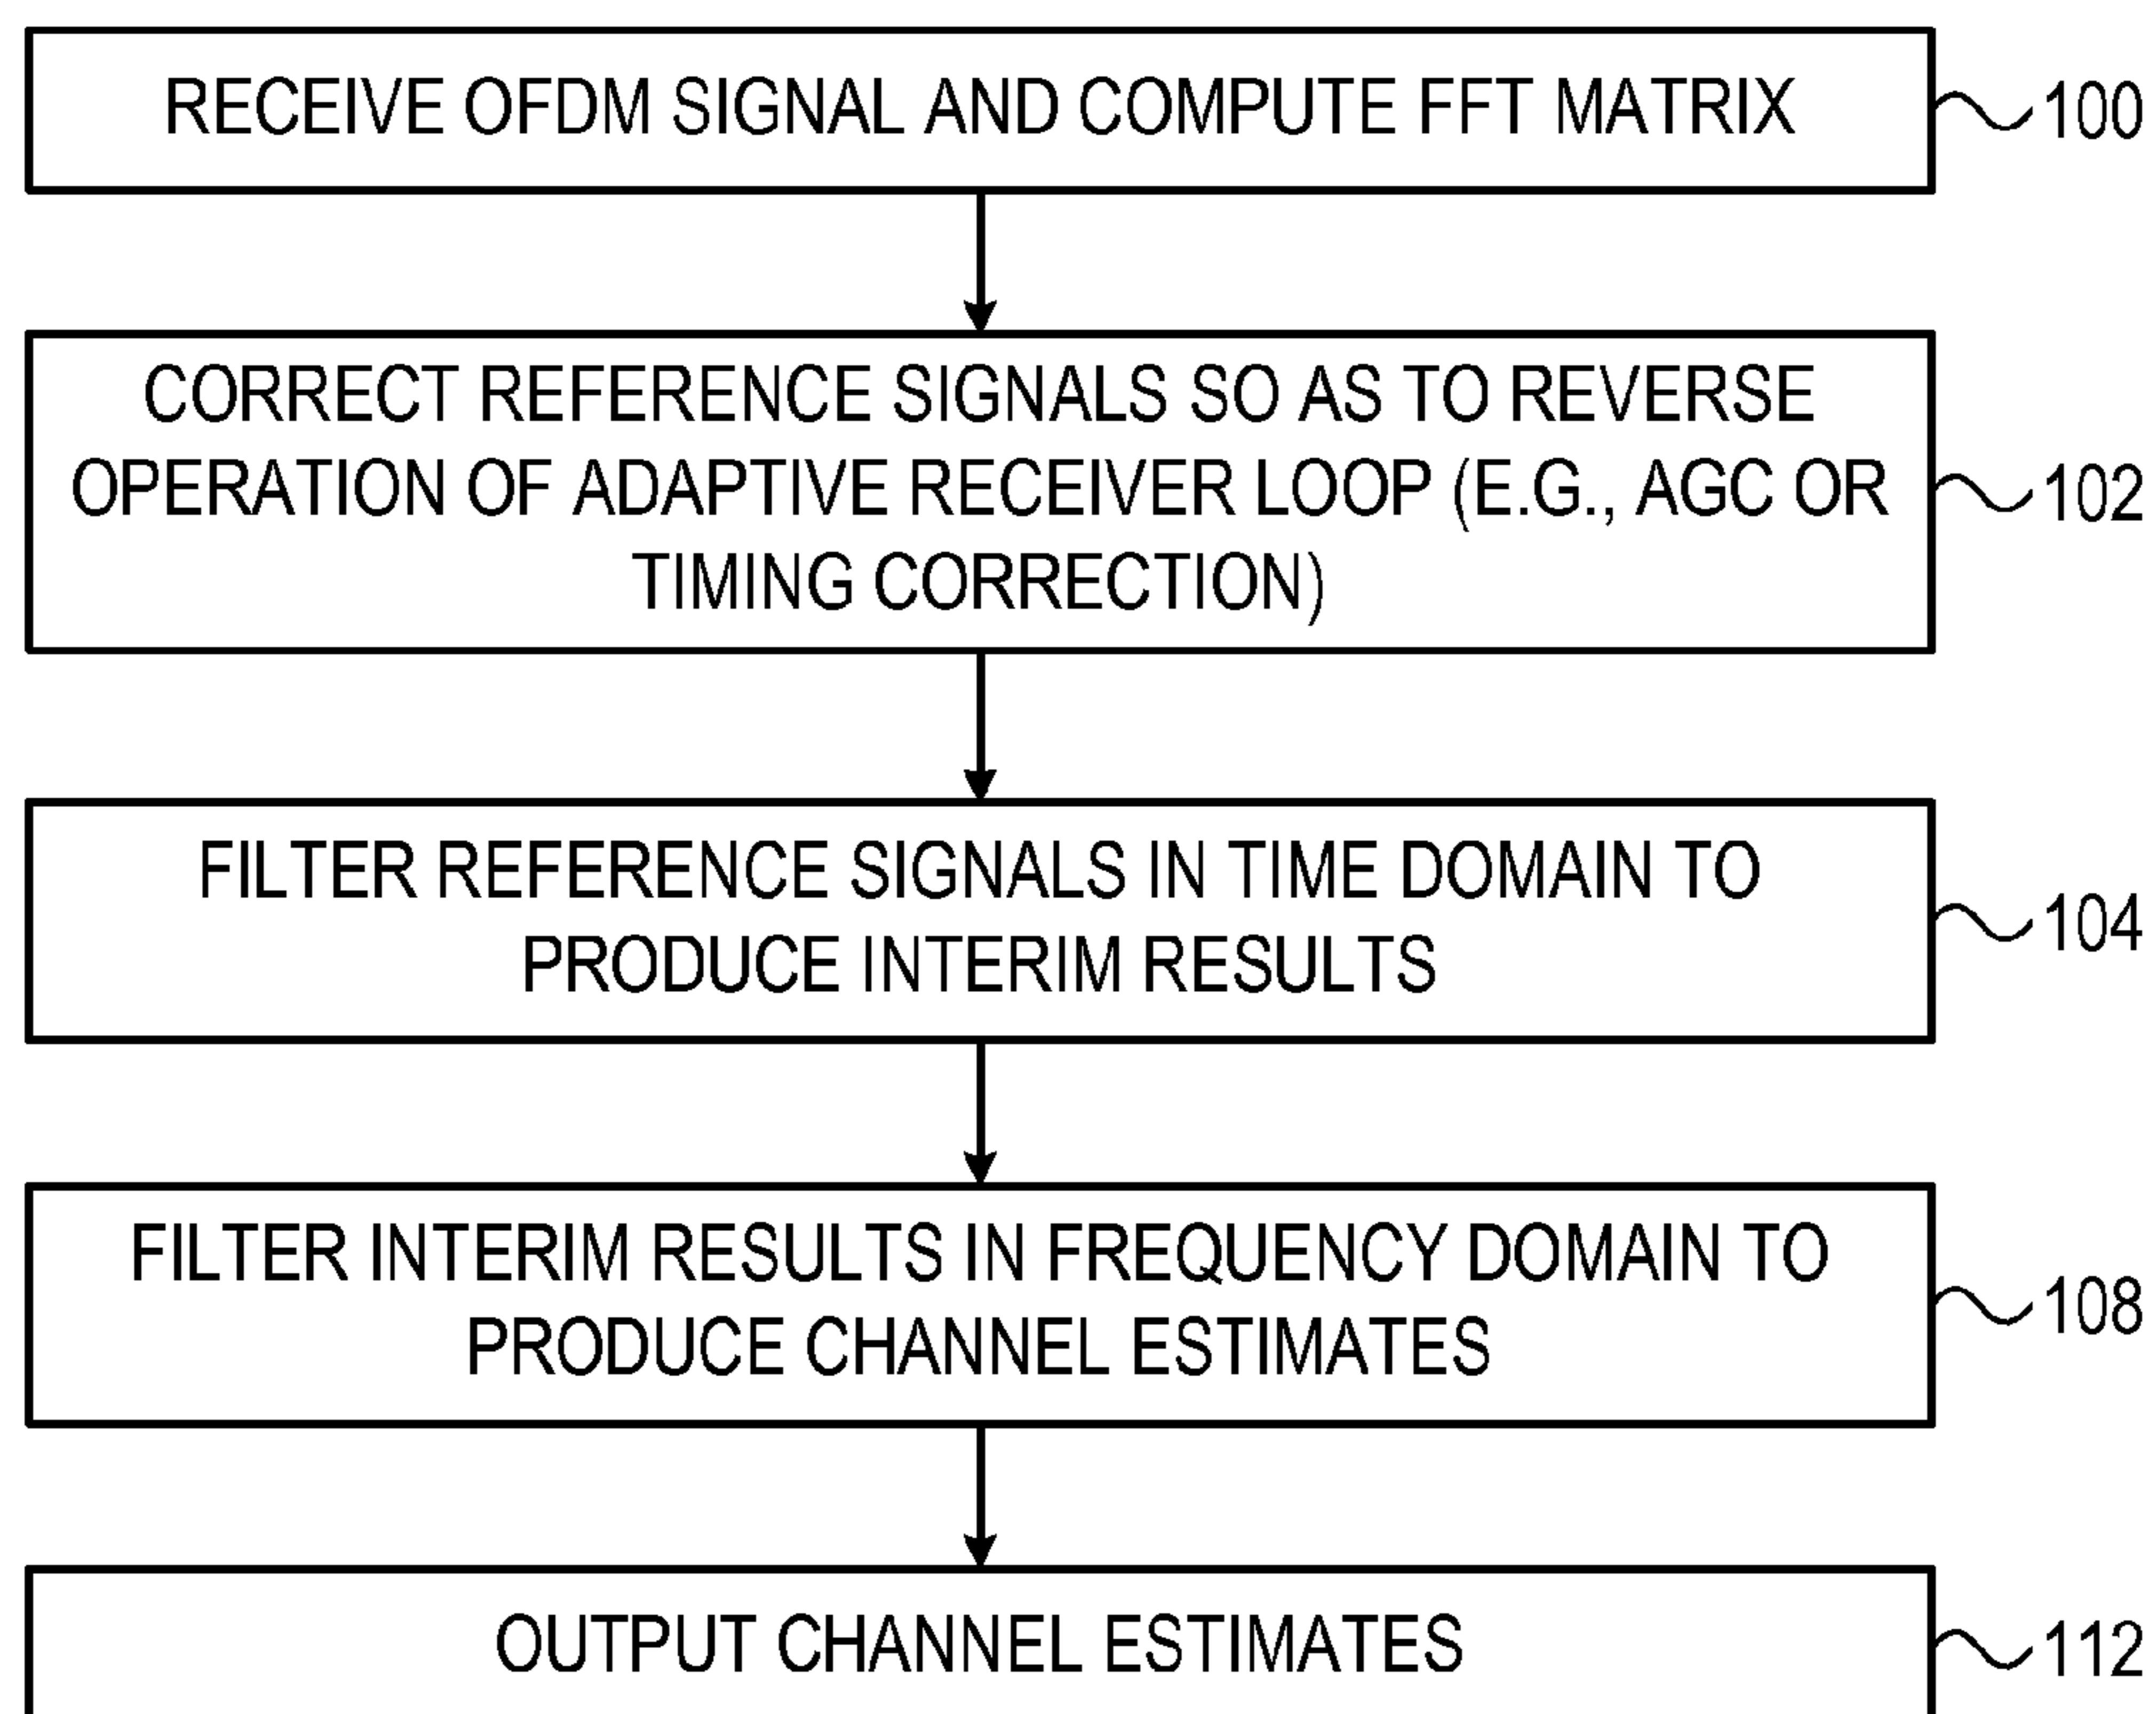 RECEIVE OFDM SIGNAL AND COMPUTE FFT MATRIX
100
CORRECT REFERENCE SIGNALS SO AS TO REVERSE
OPERATION OF ADAPTIVE RECEIVER LOOP (E.G., AGC OR
TIMING CORRECTION)
102
FILTER REFERENCE SIGNALS IN TIME DOMAIN TO
PRODUCE INTERIM RESULTS
104
FILTER INTERIM RESULTS IN FREQUENCY DOMAIN TO
PRODUCE CHANNEL ESTIMATES
108
OUTPUT CHANNEL ESTIMATES
112